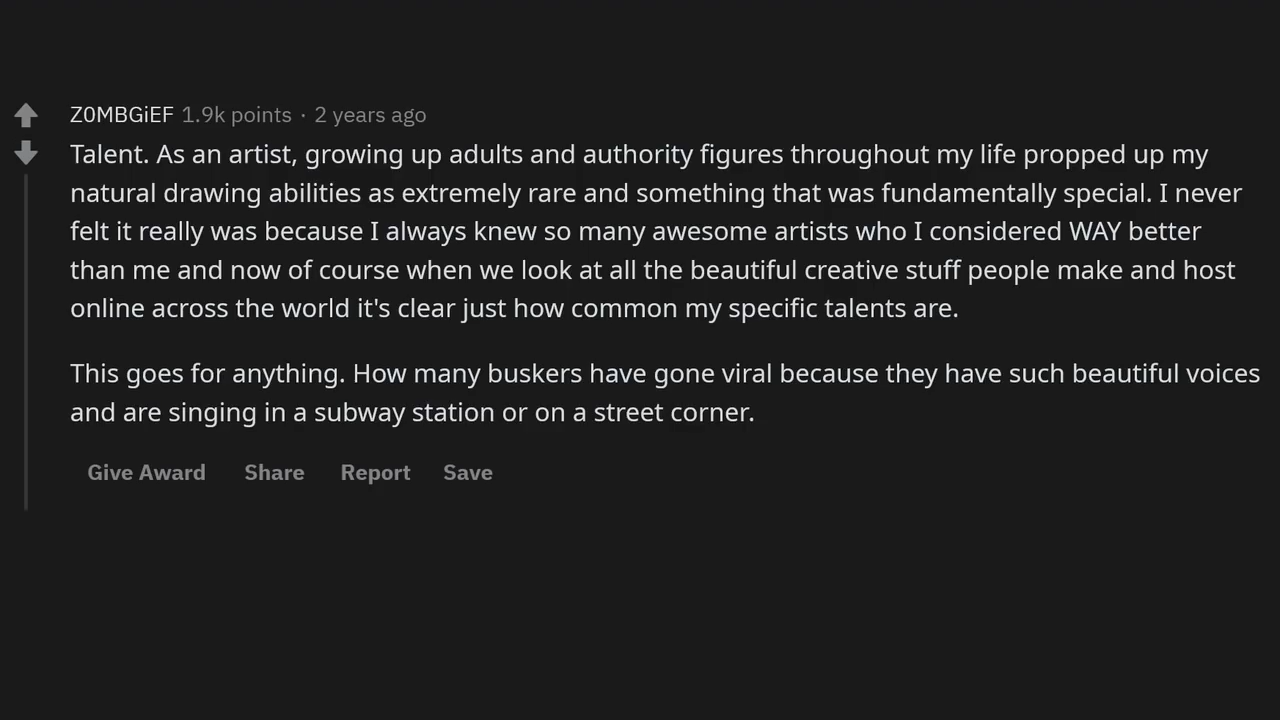 Z0MBGiEF 1.9k points · 2 years ago
Talent. As an artist, growing up adults and authority figures throughout my life propped up my
natural drawing abilities as extremely rare and something that was fundamentally special. I never
felt it really was because I always knew so many awesome artists who I considered WAY better
than me and now of course when we look at all the beautiful creative stuff people make and host
online across the world it's clear just how common my specific talents are.
This goes for anything. How many buskers have gone viral because they have such beautiful voices
and are singing in a subway station or on a street corner.
Give Award Share Report Save